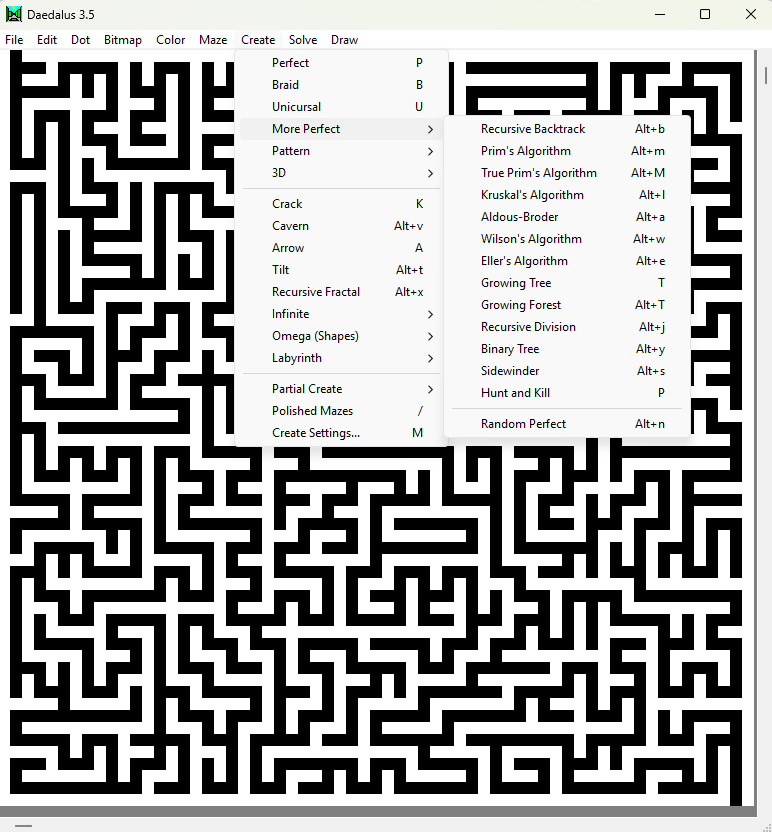 Daedalus 3.5
File Edit Dot Bitmap Color Maze Create Solve Draw
Perfect P
Braid B
Unicursal U
More Perfect
Pattern
3D
Crack K
Cavern Alt+v
Arrow A
Tilt Alt+t
Recursive Fractal Alt+x
Infinite
Omega (Shapes)
Labyrinth
Partial Create
Polished Mazes /
Create Settings... M
Recursive Backtrack Alt+b
Prim's Algorithm Alt+m
True Prim's Algorithm Alt+M
Kruskal's Algorithm Alt+l
Aldous-Broder Alt+a
Wilson's Algorithm Alt+w
Eller's Algorithm Alt+e
Growing Tree T
Growing Forest Alt+T
Recursive Division Alt+j
Binary Tree Alt+y
Sidewinder Alt+s
Hunt and Kill P
Random Perfect Alt+n